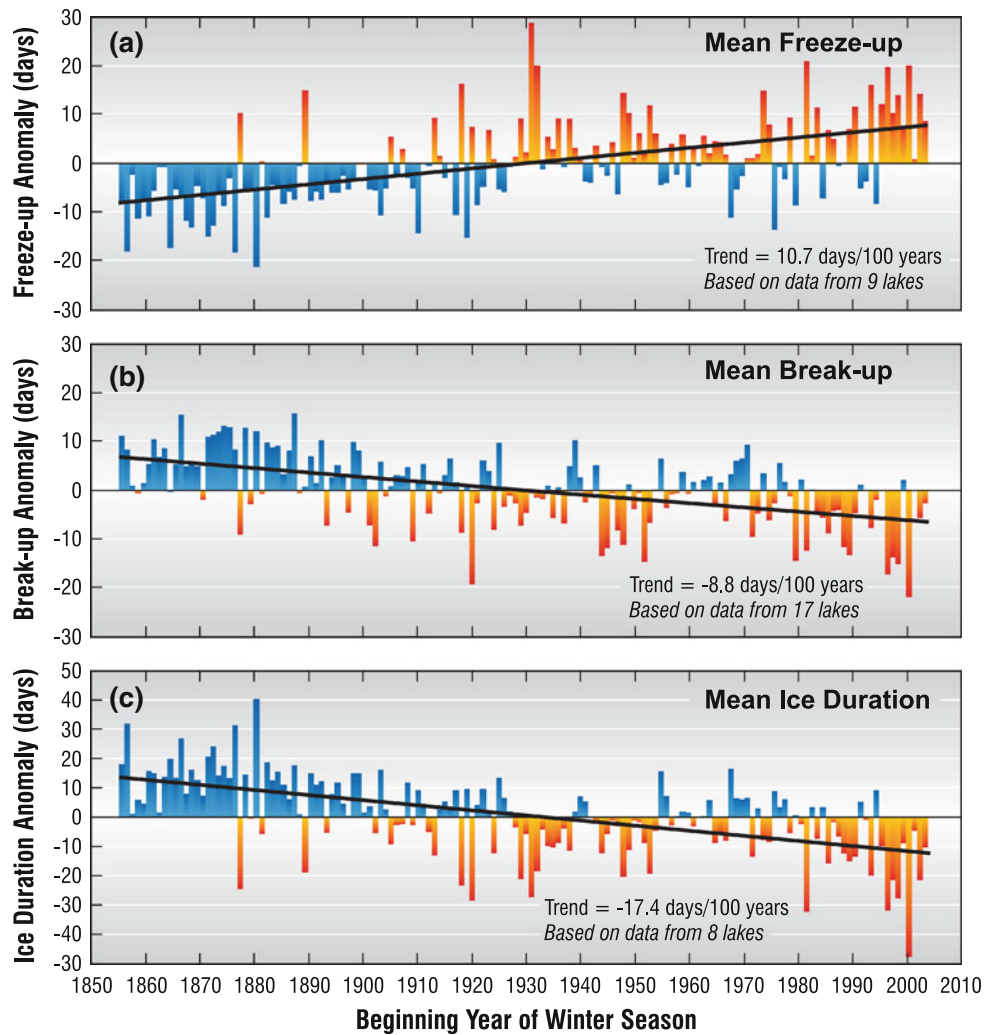 30
(a)
Mean Freeze-up
20
10
0
-10
-20
-30
Freeze-up Anomaly (days)
Trend = 10.7 days/100 years
Based on data from 9 lakes
30
(b)
Mean Break-up
20
10
0
-10
-20
30
Break-up Anomaly (days)
Trend = -8.8 days/100 years
Based on data from 17 lakes
50
(c)
Mean Ice Duration
40
30
20
10
0
-10
-20
-30
-40
-30
Ice Duration Anomaly (days)
Trend = -17.4 days/100 years
Based on data from 8 lakes
1850 1860 1870 1880 1890 1900 1910 1920 1930 1940 1950 1960 1970 1980 1990 2000 2010
Beginning Year of Winter Season